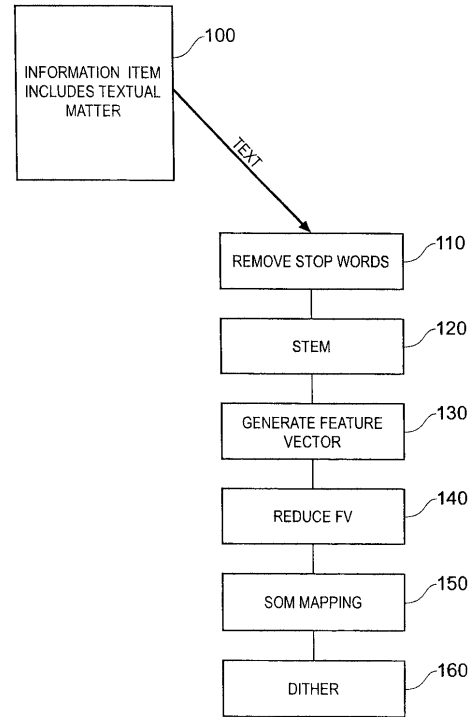 100
INFORMATION ITEM
INCLUDES TEXTUAL
MATTER
TEXT
REMOVE STOP WORDS
110
STEM
120
GENERATE FEATURE
VECTOR
130
REDUCE FV
140
SOM MAPPING
150
DITHER
160